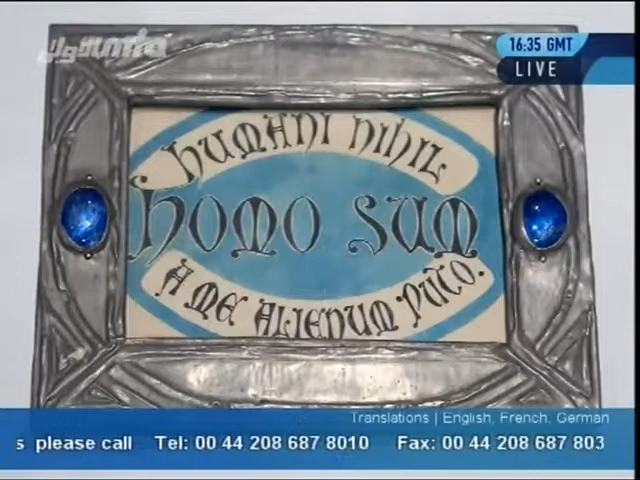 16:35 GMT
LIVE
HUMANI NIHIL
HOMO SUM
A ME ALIENUM PUTO.
Translations | English, French, German
s please call Tel: 00 44 208 687 8010 Fax: 00 44 208 687 803